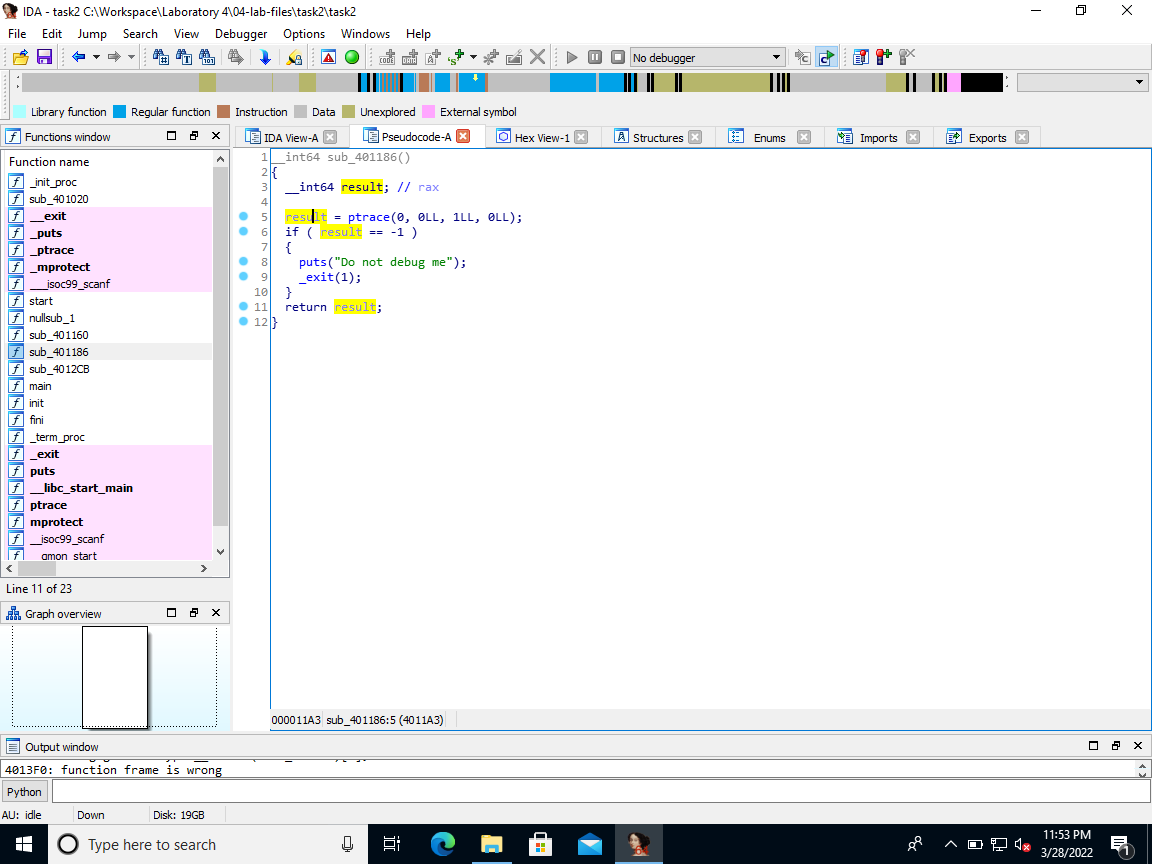 IDA - task2 C:\Workspace\Laboratory 4\04-lab-files\task2\task2
File Edit Jump Search View Debugger Options Windows Help
No debugger
Library function Regular function Instruction Data Unexplored External symbol
Functions window
IDA View-A Pseudocode-A Hex View-1 Structures Enums Imports Exports
Function name
_init_proc
sub_401020
__exit
_puts
_ptrace
_mprotect
___isoc99_scanf
start
nullsub_1
sub_401160
sub_401186
sub_4012CB
main
init
fini
_term_proc
_exit
puts
__libc_start_main
ptrace
mprotect
__isoc99_scanf
__gmon_start
Line 11 of 23
Graph overview
1 __int64 sub_401186()
2 {
3 __int64 result; // rax
4
5 result = ptrace(0, 0LL, 1LL, 0LL);
6 if ( result == -1 )
7 {
8 puts("Do not debug me");
9 _exit(1);
10 }
11 return result;
12 }
000011A3 sub_401186:5 (4011A3)
Output window
4013F0: function frame is wrong
Python
AU: idle Down Disk: 19GB
Type here to search
11:53 PM
3/28/2022
1